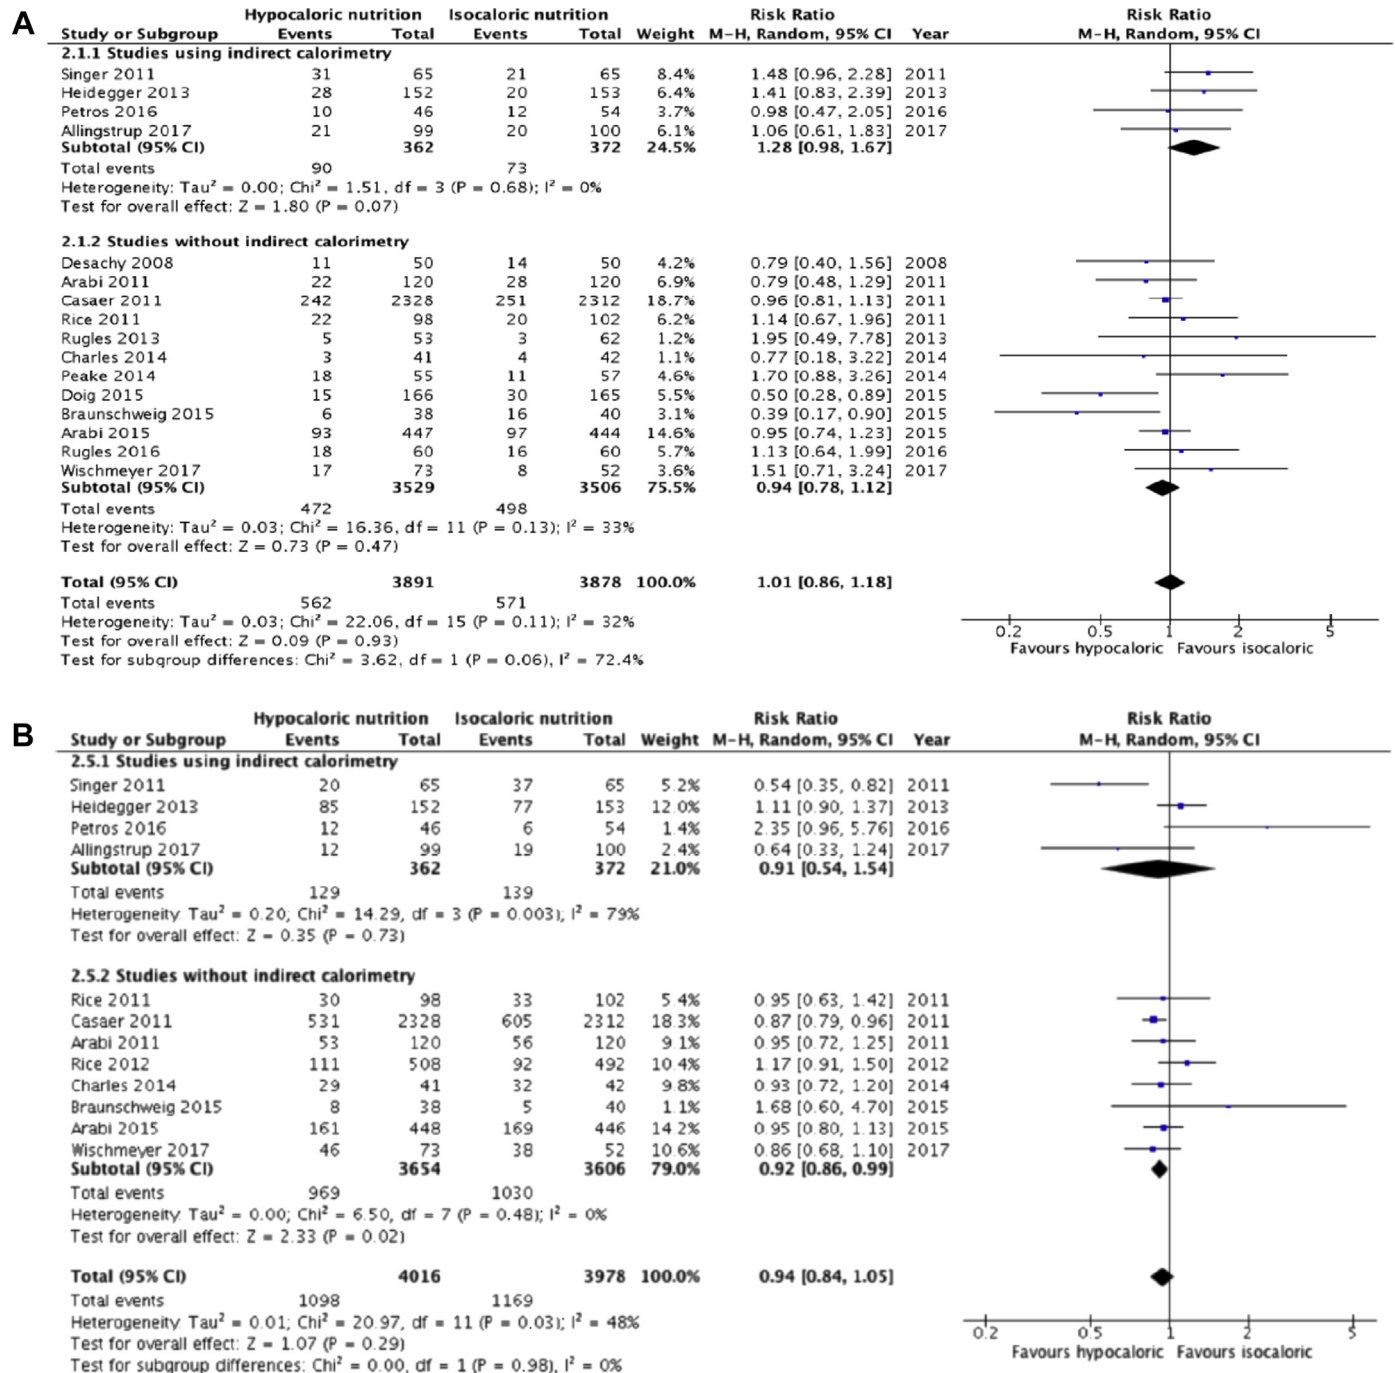 A
Hypocaloric nutrition Isocaloric nutrition Risk Ratio Risk Ratio
Study or Subgroup Events Total Events Total Weight M-H, Random, 95% CI Year M-H, Random, 95% CI
2.1.1 Studies using indirect calorimetry
Singer 2011 31 65 21 65 8.4% 1.48 [0.96, 2.28] 2011
Heidegger 2013 28 152 20 153 6.4% 1.41 [0.83, 2.39] 2013
Petros 2016 10 46 12 54 3.7% 0.98 [0.47, 2.05] 2016
Allingstrup 2017 21 99 20 100 6.1% 1.06 [0.61, 1.83] 2017
Subtotal (95% CI) 362 372 24.5% 1.28 [0.98, 1.67]
Total events 90 73
Heterogeneity: Tau² = 0.00; Chi² = 1.51, df = 3 (P = 0.68); I² = 0%
Test for overall effect: Z = 1.80 (P = 0.07)
2.1.2 Studies without indirect calorimetry
Desachy 2008 11 50 14 50 4.2% 0.79 [0.40, 1.56] 2008
Arabi 2011 22 120 28 120 6.9% 0.79 [0.48, 1.29] 2011
Casaer 2011 242 2328 251 2312 18.7% 0.96 [0.81, 1.13] 2011
Rice 2011 22 98 20 102 6.2% 1.14 [0.67, 1.96] 2011
Rugles 2013 5 53 3 62 1.2% 1.95 [0.49, 7.78] 2013
Charles 2014 3 41 4 42 1.1% 0.77 [0.18, 3.22] 2014
Peake 2014 18 55 11 57 4.6% 1.70 [0.88, 3.26] 2014
Doig 2015 15 166 30 165 5.5% 0.50 [0.28, 0.89] 2015
Braunschweig 2015 6 38 16 40 3.1% 0.39 [0.17, 0.90] 2015
Arabi 2015 93 447 97 444 14.6% 0.95 [0.74, 1.23] 2015
Rugles 2016 18 60 16 60 5.7% 1.13 [0.64, 1.99] 2016
Wischmeyer 2017 17 73 8 52 3.6% 1.51 [0.71, 3.24] 2017
Subtotal (95% CI) 3529 3506 75.5% 0.94 [0.78, 1.12]
Total events 472 498
Heterogeneity: Tau² = 0.03; Chi² = 16.36, df = 11 (P = 0.13); I² = 33%
Test for overall effect: Z = 0.73 (P = 0.47)
Total (95% CI) 3891 3878 100.0% 1.01 [0.86, 1.18]
Total events 562 571
Heterogeneity: Tau² = 0.03; Chi² = 22.06, df = 15 (P = 0.11); I² = 32%
Test for overall effect: Z = 0.09 (P = 0.93)
Test for subgroup differences: Chi² = 3.62, df = 1 (P = 0.06), I² = 72.4%
0.2 0.5 1 2 5
Favours hypocaloric Favours isocaloric
B
Hypocaloric nutrition Isocaloric nutrition Risk Ratio Risk Ratio
Study or Subgroup Events Total Events Total Weight M-H, Random, 95% CI Year M-H, Random, 95% CI
2.5.1 Studies using indirect calorimetry
Singer 2011 20 65 37 65 5.2% 0.54 [0.35, 0.82] 2011
Heidegger 2013 85 152 77 153 12.0% 1.11 [0.90, 1.37] 2013
Petros 2016 12 46 6 54 1.4% 2.35 [0.96, 5.76] 2016
Allingstrup 2017 12 99 19 100 2.4% 0.64 [0.33, 1.24] 2017
Subtotal (95% CI) 362 372 21.0% 0.91 [0.54, 1.54]
Total events 129 139
Heterogeneity: Tau² = 0.20; Chi² = 14.29, df = 3 (P = 0.003); I² = 79%
Test for overall effect: Z = 0.35 (P = 0.73)
2.5.2 Studies without indirect calorimetry
Rice 2011 30 98 33 102 5.4% 0.95 [0.63, 1.42] 2011
Casaer 2011 531 2328 605 2312 18.3% 0.87 [0.79, 0.96] 2011
Arabi 2011 53 120 56 120 9.1% 0.95 [0.72, 1.25] 2011
Rice 2012 111 508 92 492 10.4% 1.17 [0.91, 1.50] 2012
Charles 2014 29 41 32 42 9.8% 0.93 [0.72, 1.20] 2014
Braunschweig 2015 8 38 5 40 1.1% 1.68 [0.60, 4.70] 2015
Arabi 2015 161 448 169 446 14.2% 0.95 [0.80, 1.13] 2015
Wischmeyer 2017 46 73 38 52 10.6% 0.86 [0.68, 1.10] 2017
Subtotal (95% CI) 3654 3606 79.0% 0.92 [0.86, 0.99]
Total events 969 1030
Heterogeneity: Tau² = 0.00; Chi² = 6.50, df = 7 (P = 0.48); I² = 0%
Test for overall effect: Z = 2.33 (P = 0.02)
Total (95% CI) 4016 3978 100.0% 0.94 [0.84, 1.05]
Total events 1098 1169
Heterogeneity: Tau² = 0.01; Chi² = 20.97, df = 11 (P = 0.03); I² = 48%
Test for overall effect: Z = 1.07 (P = 0.29)
Test for subgroup differences: Chi² = 0.00, df = 1 (P = 0.98), I² = 0%
0.2 0.5 1 2 5
Favours hypocaloric Favours isocaloric